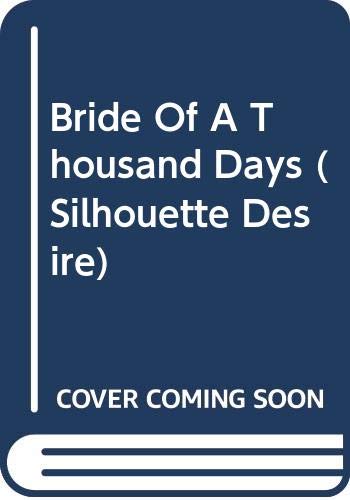 Bride Of A T
housand Days (
Silhouette Des
ire)
COVER COMING SOON